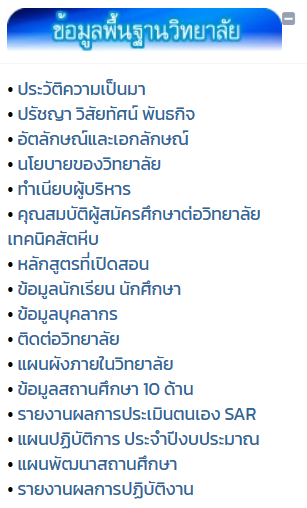 ข้อมูลพื้นฐานวิทยาลัย
• ประวัติความเป็นมา
• ปรัชญา วิสัยทัศน์ พันธกิจ
• อัตลักษณ์และเอกลักษณ์
• นโยบายของวิทยาลัย
• ทำเนียบผู้บริหาร
• คุณสมบัติผู้สมัครศึกษาต่อวิทยาลัย
เทคนิคสัตหีบ
• หลักสูตรที่เปิดสอน
• ข้อมูลนักเรียน นักศึกษา
• ข้อมูลบุคลากร
• ติดต่อวิทยาลัย
• แผนผังภายในวิทยาลัย
• ข้อมูลสถานศึกษา 10 ด้าน
• รายงานผลการประเมินตนเอง SAR
• แผนปฏิบัติการ ประจำปีงบประมาณ
• แผนพัฒนาสถานศึกษา
• รายงานผลการปฏิบัติงาน